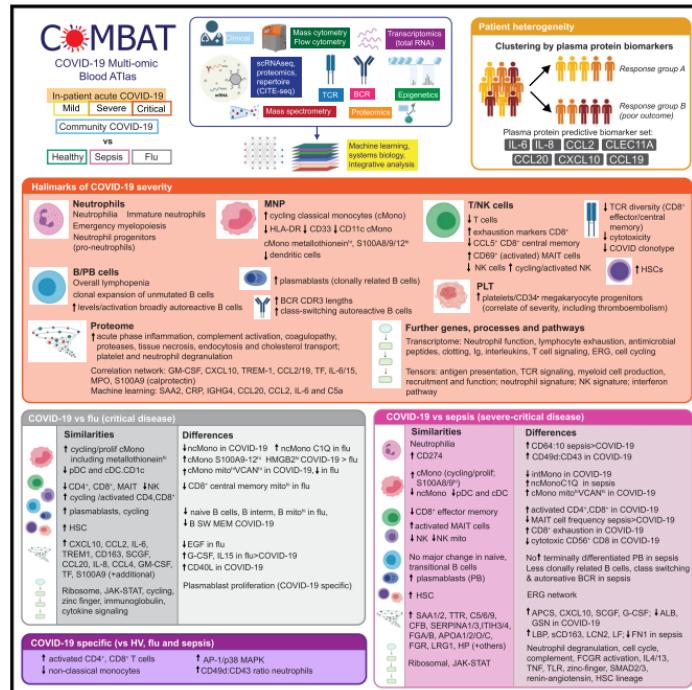 COMBAT
COVID-19 Multi-omic
Blood ATlas
In-patient acute COVID-19
Mild Severe Critical
Community COVID-19
vs
Healthy Sepsis Flu
Clinical
Mass cytometry
Flow cytometry
Transcriptomics
(total RNA)
mRNA
scRNAseq,
proteomics,
repertoire
(CITE-seq)
TCR
BCR
Epigenetics
Mass spectrometry
Proteomics
Machine learning,
systems biology,
integrative analysis
Patient heterogeneity
Clustering by plasma protein biomarkers
Response group A
Response group B
(poor outcome)
Plasma protein predictive biomarker set:
IL-6 IL-8 CCL2 CLEC11A
CCL20 CXCL10 CCL19
Hallmarks of COVID-19 severity
Neutrophils
Neutrophilia Immature neutrophils
Emergency myelopoiesis
Neutrophil progenitors
(pro-neutrophils)
MNP
↑ cycling classical monocytes (cMono)
↓ HLA-DR ↓ CD33 ↓ CD11c cMono
cMono metallothionein^hi, S100A8/9/12^hi
↓ dendritic cells
T/NK cells
↓ T cells
↑ exhaustion markers CD8⁺
↓ CCL5⁺ CD8⁺ central memory
↑ CD69⁺ (activated) MAIT cells
↓ NK cells ↑ cycling/activated NK
↓ TCR diversity (CD8⁺
effector/central
memory)
↓ cytotoxicity
↓ COVID clonotype
↑ HSCs
B/PB cells
Overall lymphopenia
clonal expansion of unmutated B cells
↑ levels/activation broadly autoreactive B cells
↑ plasmablasts (clonally related B cells)
↑ BCR CDR3 lengths
↑ class-switching autoreactive B cells
PLT
↑ platelets/CD34⁺ megakaryocyte progenitors
(correlate of severity, including thromboembolism)
Proteome
↑ acute phase inflammation, complement activation, coagulopathy,
proteases, tissue necrosis, endocytosis and cholesterol transport;
platelet and neutrophil degranulation
Correlation network: GM-CSF, CXCL10, TREM-1, CCL2/19, TF, IL-6/15,
MPO, S100A9 (calprotectin)
Machine learning: SAA2, CRP, IGHG4, CCL20, CCL2, IL-6 and C5a
Further genes, processes and pathways
Transcriptome: Neutrophil function, lymphocyte exhaustion, antimicrobial
peptides, clotting, Ig, interleukins, T cell signaling, ERG, cell cycling
Tensors: antigen presentation, TCR signaling, myeloid cell production,
recruitment and function; neutrophil signature; NK signature; interferon
pathway
COVID-19 vs flu (critical disease)
Similarities
↑ cycling/prolif cMono
including metallothionein^hi
↓ pDC and cDC.CD1c
↓CD4⁺, CD8⁺, MAIT ↓NK
↑ cycling /activated CD4,CD8⁺
↑ plasmablasts, cycling
↑ HSC
↑ CXCL10, CCL2, IL-6,
TREM1, CD163, SCGF,
CCL20, IL-8, CCL4, GM-CSF,
TF, S100A9 (+additional)
Ribosome, JAK-STAT, cycling,
zinc finger, immunoglobulin,
cytokine signaling
Differences
↓ncMono in COVID-19 ↑ncMono C1Q in flu
↑cMono S100A9-12^hi HMGB2^hi COVID-19 > flu
↑cMono mito^hi/VCAN^hi in COVID-19, ↓ in flu
↓CD8⁺ central memory mito^hi in flu
↓ naive B cells, B interm, B mito^hi in flu,
↓ B SW MEM COVID-19
↓EGF in flu
↑G-CSF, IL15 in flu>COVID-19
↑CD40L in COVID-19
Plasmablast proliferation (COVID-19 specific)
COVID-19 vs sepsis (severe-critical disease)
Similarities
Neutrophilia
↑ CD274
↑ cMono (cycling/prolif;
S100A8/9^hi)
↓ ncMono ↓pDC and cDC
↓CD8⁺ effector memory
↑activated MAIT cells
↓NK ↓NK mito
No major change in naive,
transitional B cells
↑ plasmablasts (PB)
↑ HSC
↑ SAA1/2, TTR, C5/6/9,
CFB, SERPINA1/3,ITIH3/4,
FGA/B, APOA1/2/O/C,
FGR, LRG1, HP (+others)
Ribosomal, JAK-STAT
Differences
↑ CD64:10 sepsis>COVID-19
↑ CD49d:CD43 in COVID-19
↓ intMono in COVID-19
↑ ncMonoC1Q in sepsis
↑ cMono mito^hi/VCAN^hi in COVID-19
↑ activated CD4⁺,CD8⁺ in COVID-19
↓ MAIT cell frequency sepsis>COVID-19
↑ CD8⁺ exhaustion in COVID-19
↓ cytotoxic CD56⁺ CD8 in COVID-19
No↑ terminally differentiated PB in sepsis
Less clonally related B cells, class switching
& autoreative BCR in sepsis
ERG network
↑ APCS, CXCL10, SCGF, G-CSF; ↓ALB,
GSN in COVID-19
↑ LBP, sCD163, LCN2, LF; ↓ FN1 in sepsis
Neutrophil degranulation, cell cycle,
complement, FCGR activation, IL4/13,
TNF, TLR, zinc-finger, SMAD2/3,
renin-angiotensin, HSC lineage
COVID-19 specific (vs HV, flu and sepsis)
↑ activated CD4⁺, CD8⁺ T cells
↓ non-classical monocytes
↑ AP-1/p38 MAPK
↑CD49d:CD43 ratio neutrophils